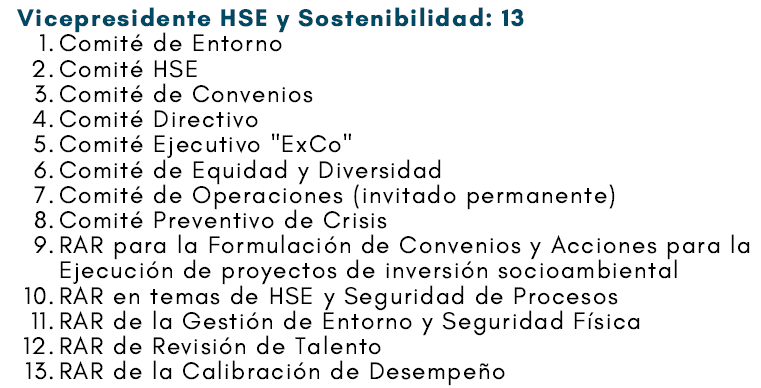 Vicepresidente HSE y Sostenibilidad: 13
1. Comité de Entorno
2. Comité HSE
3. Comité de Convenios
4. Comité Directivo
5. Comité Ejecutivo "ExCo"
6. Comité de Equidad y Diversidad
7. Comité de Operaciones (invitado permanente)
8. Comité Preventivo de Crisis
9. RAR para la Formulación de Convenios y Acciones para la
Ejecución de proyectos de inversión socioambiental
10. RAR en temas de HSE y Seguridad de Procesos
11. RAR de la Gestión de Entorno y Seguridad Física
12. RAR de Revisión de Talento
13. RAR de la Calibración de Desempeño